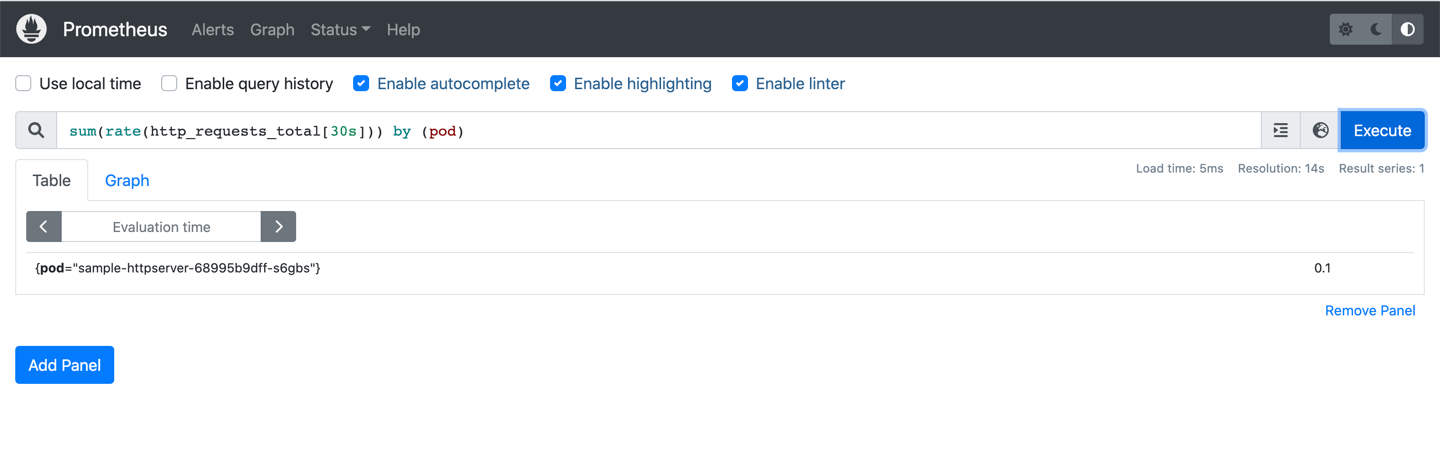 Prometheus Alerts Graph Status Help
Use local time Enable query history Enable autocomplete Enable highlighting Enable linter
sum(rate(http_requests_total[30s])) by (pod) Execute
Load time: 5ms Resolution: 14s Result series: 1
Table Graph
Evaluation time
{pod="sample-httpserver-68995b9dff-s6gbs"} 0.1
Remove Panel
Add Panel